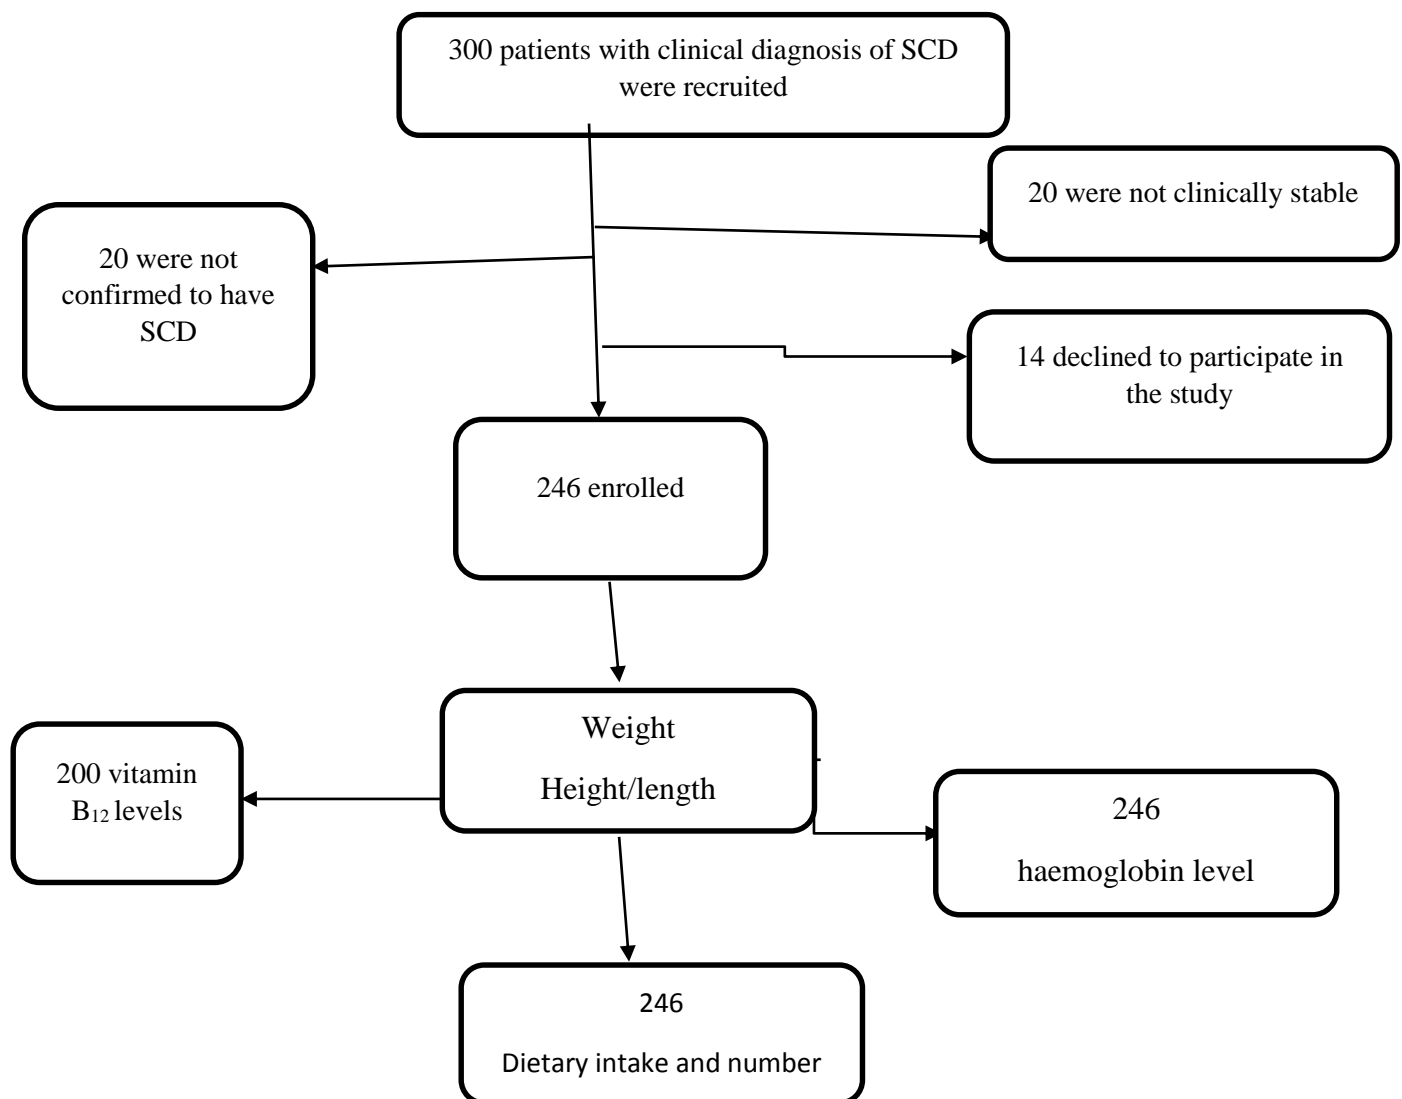 300 patients with clinical diagnosis of SCD
were recruited
20 were not clinically stable
20 were not
confirmed to have
SCD
14 declined to participate in
the study
246 enrolled
Weight
Height/length
200 vitamin
B₁₂ levels
246
haemoglobin level
246
Dietary intake and number